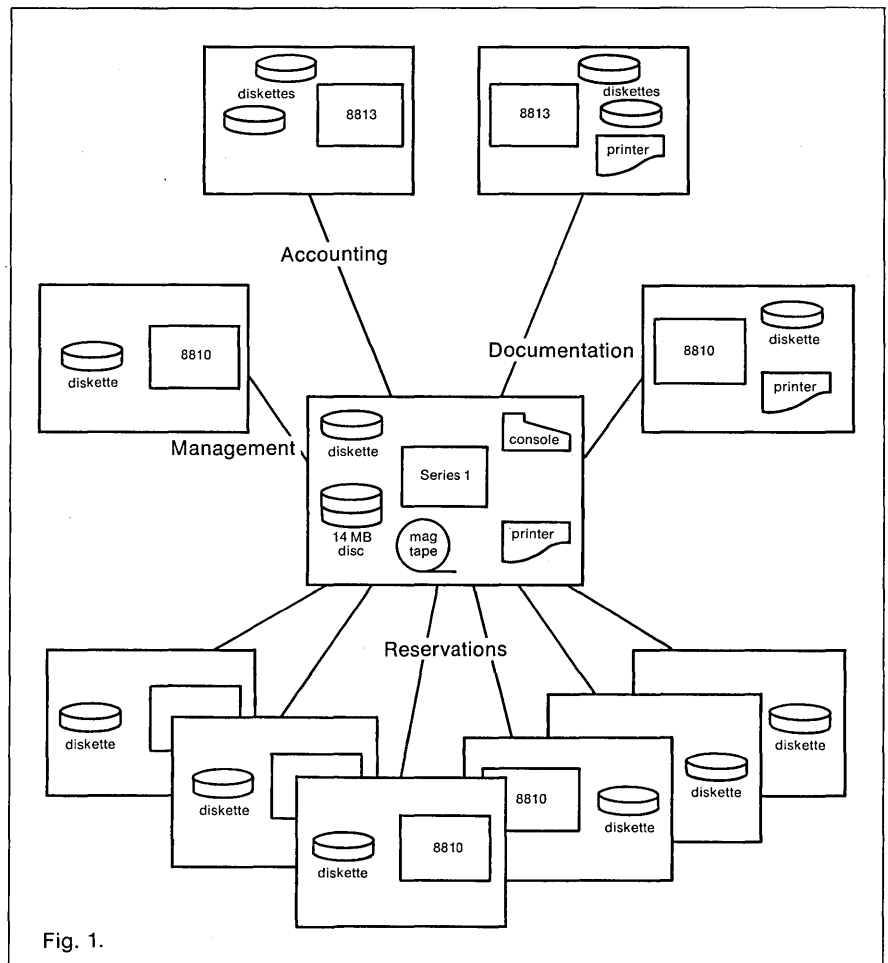 diskettes
8813
8813
diskettes
printer
Accounting
diskette
8810
Documentation
8810
diskette
printer
Management
diskette
console
Series 1
14 MB
disc
mag
tape
printer
Reservations
diskette
diskette
diskette
8810
8810
diskette
diskette
diskette
Fig. 1.